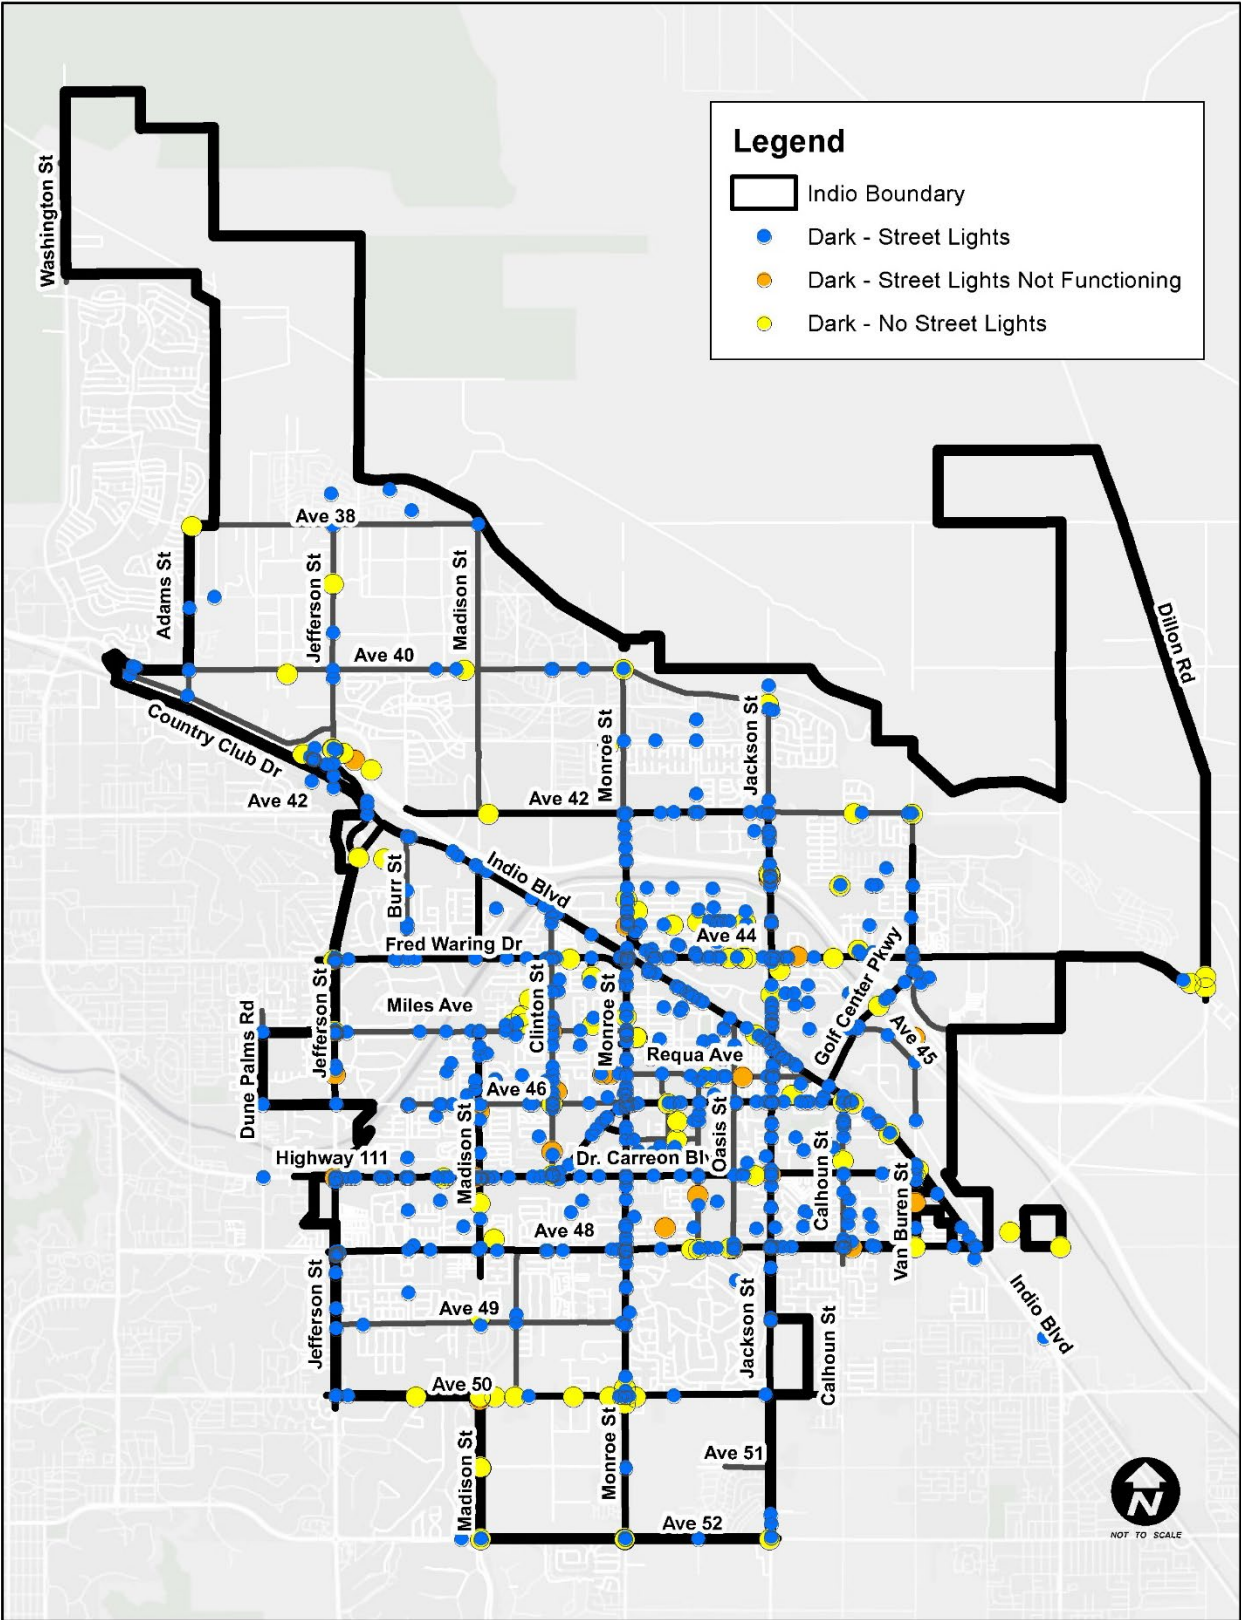 Legend
Indio Boundary
Dark - Street Lights
Dark - Street Lights Not Functioning
Dark - No Street Lights
Washington St
Ave 38
Adams St
Jefferson St
Madison St
Ave 40
Dillon Rd
Country Club Dr
Monroe St
Jackson St
Ave 42
Ave 42
Burr St
Indio Blvd
Fred Waring Dr
Ave 44
Golf Center Pkwy
Jefferson St
Miles Ave
Clinton St
Monroe St
Dune Palms Rd
Requa Ave
Ave 45
Ave 46
Madison St
Oasis St
Highway 111
Dr. Carreon Blv
Calhoun St
Van Buren St
Ave 48
Jefferson St
Ave 49
Jackson St
Calhoun St
Indio Blvd
Ave 50
Madison St
Monroe St
Ave 51
Ave 52
N
NOT TO SCALE